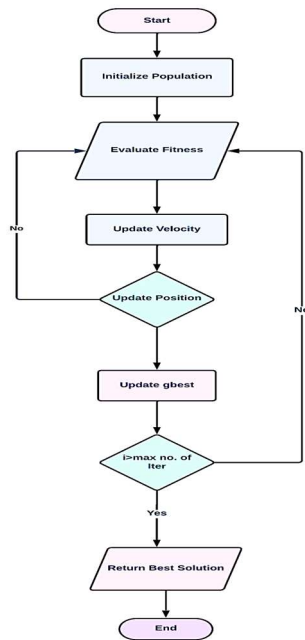 Start
Initialize Population
Evaluate Fitness
No
Update Velocity
Update Position
No
Update gbest
i>max no. of
Iter
Yes
Return Best Solution
End